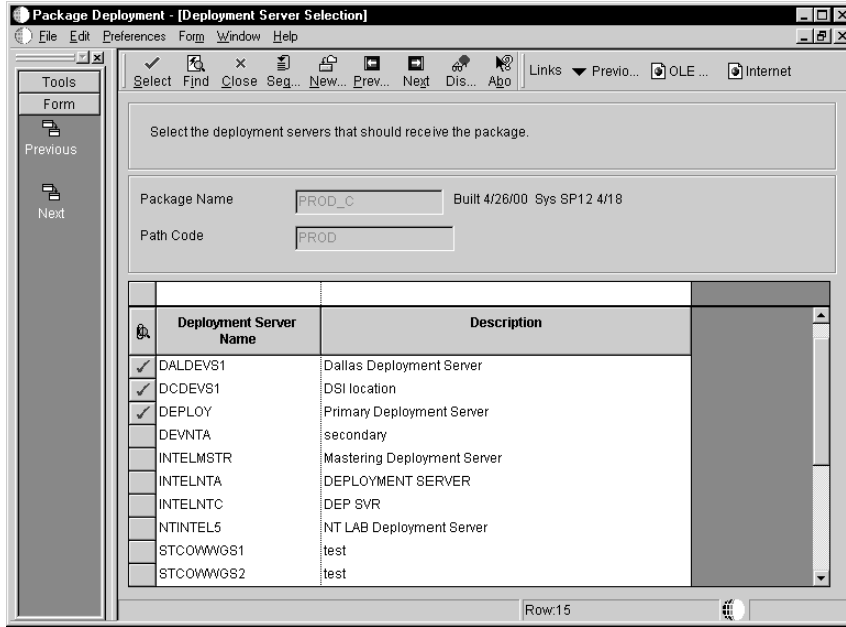 Package Deployment - [Deployment Server Selection]
File Edit Preferences Form Window Help
Select Find Close Seq... New... Prev... Next Dis... Abo Links Previo... OLE ... Internet
Tools
Form
Previous
Next
Select the deployment servers that should receive the package.
Package Name PROD_C Built 4/26/00 Sys SP12 4/18
Path Code PROD
Deployment Server Name Description
DALDEVS1 Dallas Deployment Server
DCDEVS1 DSI location
DEPLOY Primary Deployment Server
DEVNTA secondary
INTELMSTR Mastering Deployment Server
INTELNTA DEPLOYMENT SERVER
INTELNTC DEP SVR
NTINTEL5 NT LAB Deployment Server
STCOWWGS1 test
STCOWWGS2 test
Row:15